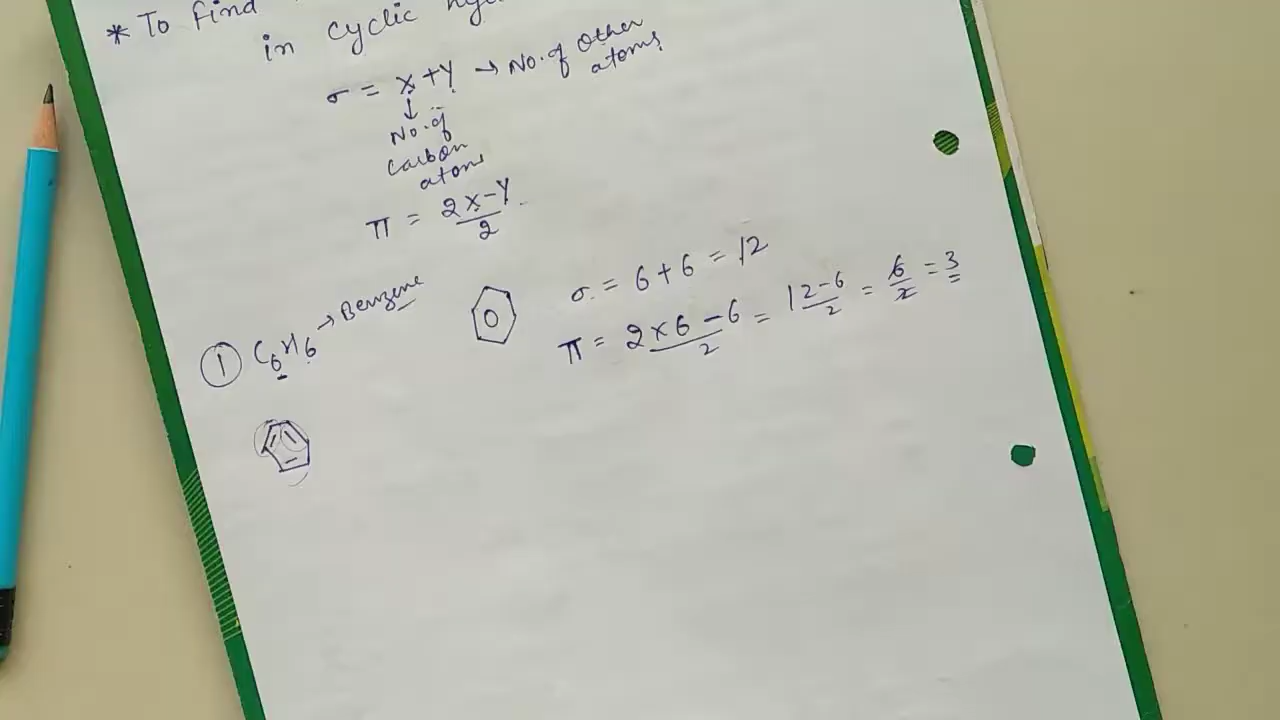 * To Find
in cyclic
σ = x + y → No. of other
atoms
↓
No. of
carbon
atoms
π = 2x - y / 2
① C6H6 → Benzene
σ = 6 + 6 = 12
π = 2 × 6 - 6 / 2 = 12 - 6 / 2 = 6 / 2 = 3